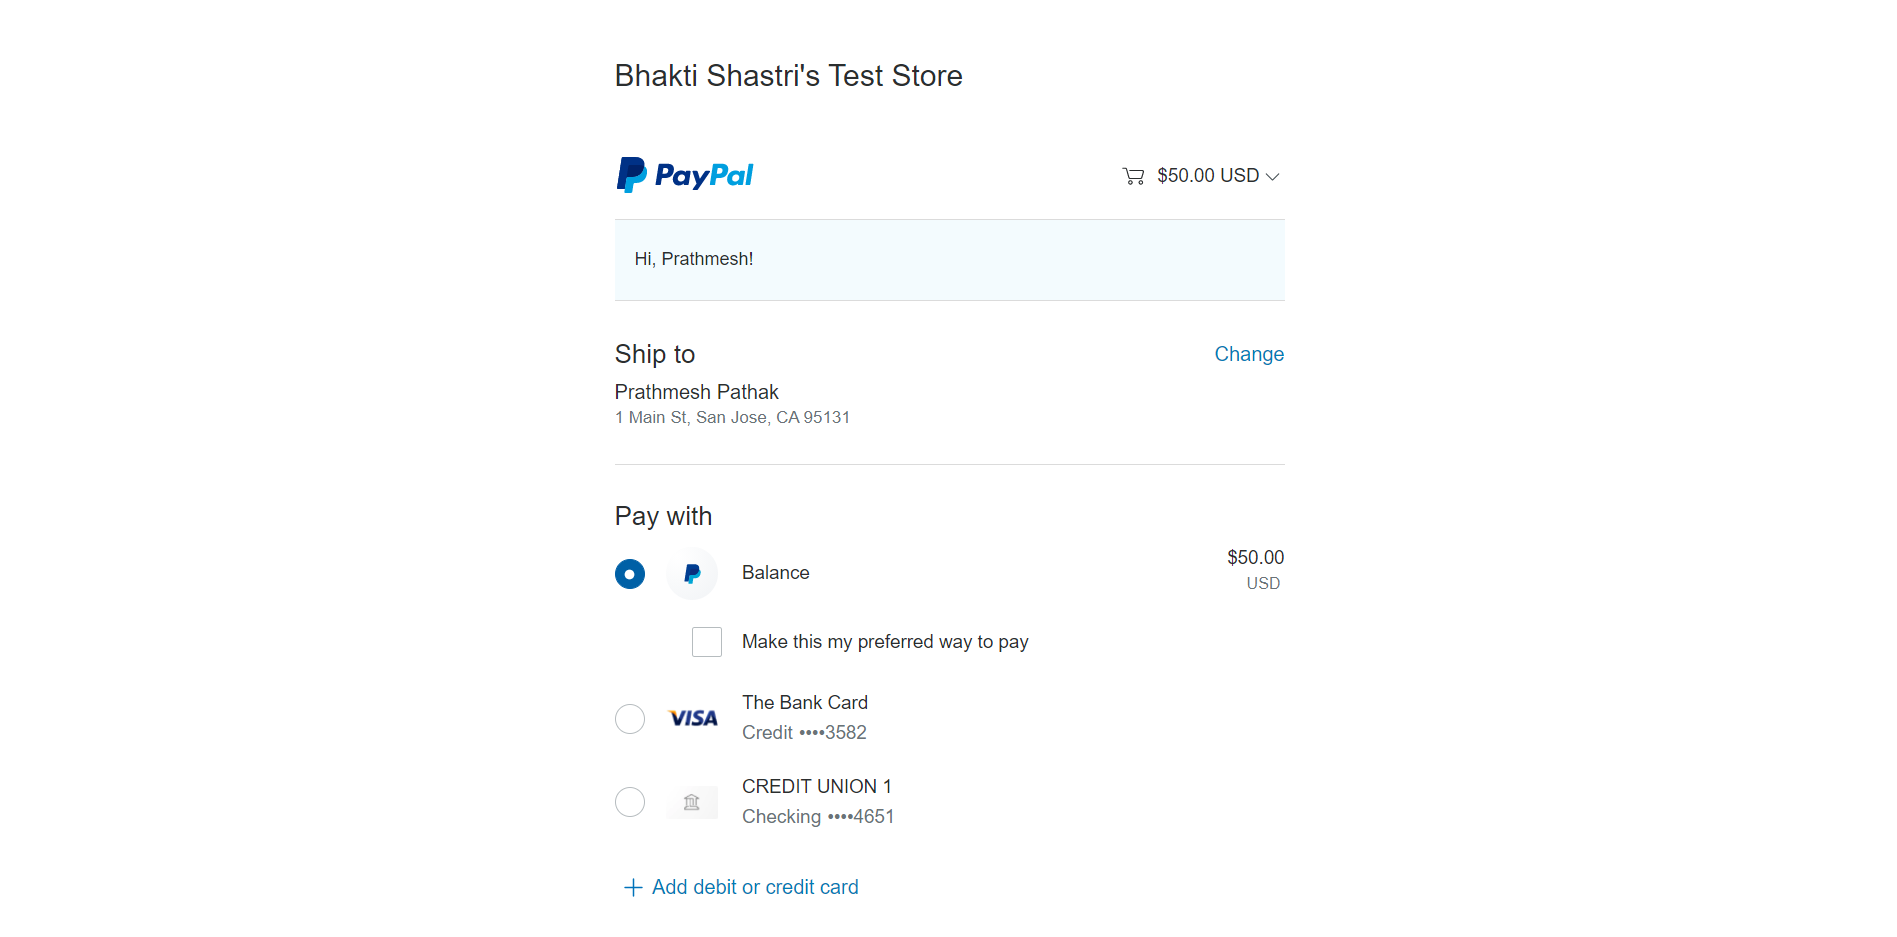 Bhakti Shastri's Test Store
PayPal
$50.00 USD
Hi, Prathmesh!
Ship to
Change
Prathmesh Pathak
1 Main St, San Jose, CA 95131
Pay with
Balance
$50.00
USD
Make this my preferred way to pay
VISA
The Bank Card
Credit ••••3582
CREDIT UNION 1
Checking ••••4651
Add debit or credit card